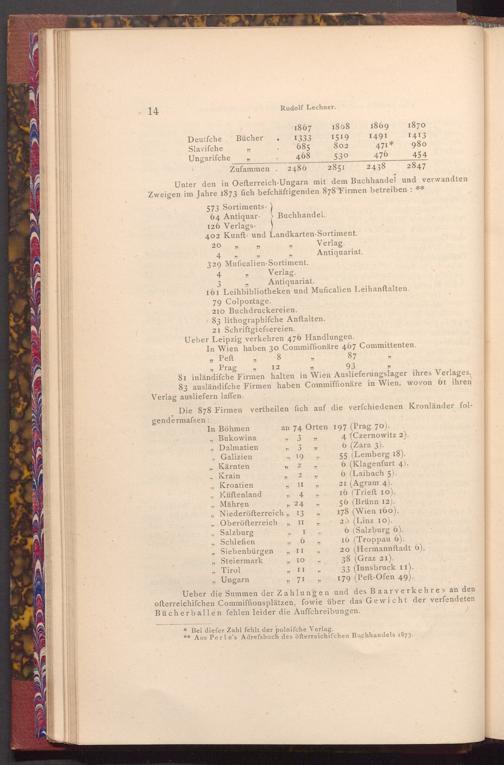 14 Rudolf Lechner.
1867 1868 1869 1870
Deutſche Bücher . 1333 1519 1491 1413
Slaviſche „ . 685 802 471* 980
Ungariſche „ . 468 530 476 454
Zuſammen . 2486 2851 2438 2847
Unter den in Oeſterreich-Ungarn mit dem Buchhandel und verwandten
Zweigen im Jahre 1873 ſich beſchäftigenden 878 Firmen betreiben: **
573 Sortiments-
64 Antiquar- } Buchhandel.
126 Verlags-
402 Kunſt- und Landkarten-Sortiment.
20 „ „ „ Verlag.
4 „ „ „ Antiquariat.
329 Muſicalien-Sortiment.
4 „ Verlag.
3 „ Antiquariat.
161 Leihbibliotheken und Muſicalien Leihanſtalten.
79 Colportage.
210 Buchdruckereien.
83 lithographiſche Anſtalten.
21 Schriftgieſsereien.
Ueber Leipzig verkehren 476 Handlungen.
In Wien haben 30 Commiſſionäre 467 Committenten.
„ Peſt „ 8 „ 87 „
„ Prag „ 12 „ 93 „
81 inländiſche Firmen halten in Wien Auslieferungslager ihres Verlages,
83 ausländiſche Firmen haben Commiſſionäre in Wien, wovon 61 ihren
Verlag ausliefern laſſen.
Die 878 Firmen vertheilen ſich auf die verſchiedenen Kronländer fol-
gendermaſsen:
In Böhmen an 74 Orten 197 (Prag 70).
„ Bukowina „ 3 „ 4 (Czernowitz 2).
„ Dalmatien „ 3 „ 6 (Zara 3).
„ Galizien „ 19 „ 55 (Lemberg 18).
„ Kärnten „ 2 „ 6 (Klagenfurt 4).
„ Krain „ 2 „ 6 (Laibach 5).
„ Kroatien „ 11 „ 21 (Agram 4).
„ Küſtenland „ 4 „ 16 (Trieſt 10).
„ Mähren „ 24 „ 56 (Brünn 12).
„ Niederöſterreich „ 13 „ 178 (Wien 160).
„ Oberöſterreich „ 11 „ (Linz 10).
„ Salzburg „ 1 „ 6 (Salzburg 6).
„ Schleſien „ 6 „ 16 (Troppau 6).
„ Siebenbürgen „ 11 „ 20 (Hermannſtadt 6).
„ Steiermark „ 10 „ 38 (Graz 21).
„ Tirol „ 11 „ 33 (Innsbruck 11).
„ Ungarn „ 71 „ 179 (Peſt-Ofen 49).
Ueber die Summen der Zahlungen und des Baarverkehres an den
öſterreichiſchen Commiſſionsplätzen, ſowie über das Gewicht der verſendeten
Bücherballen fehlen leider die Aufſchreibungen.
* Bei dieſer Zahl fehlt der polniſche Verlag.
** Aus Perle's Adreſsbuch des öſterreichiſchen Buchhandels 1873.